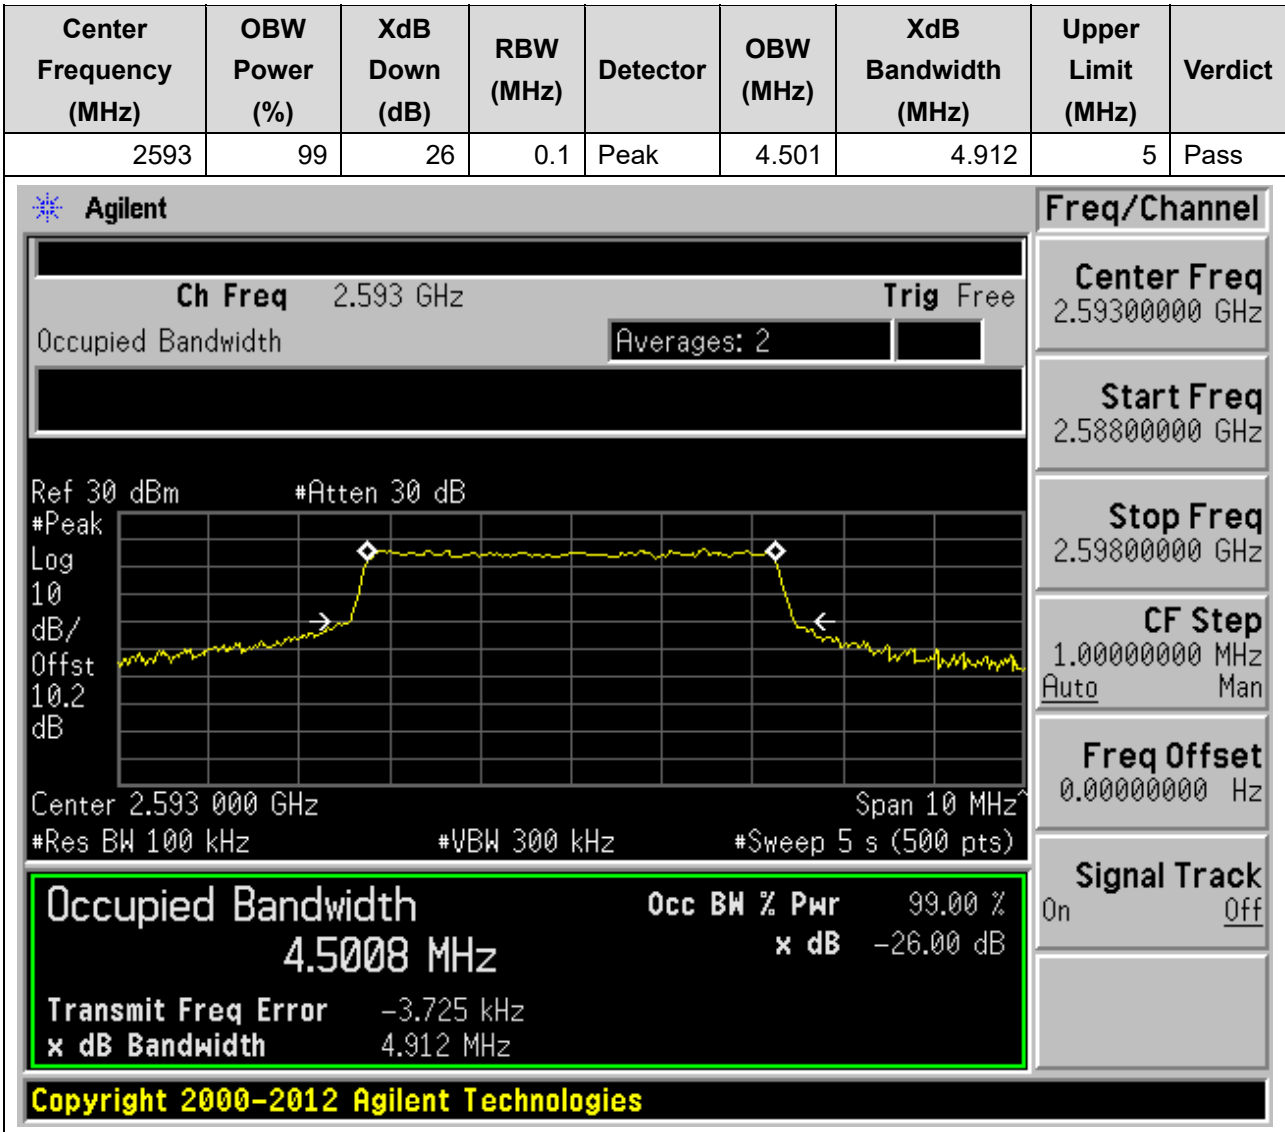 Center Frequency (MHz) OBW Power (%) XdB Down (dB) RBW (MHz) Detector OBW (MHz) XdB Bandwidth (MHz) Upper Limit (MHz) Verdict
2593 99 26 0.1 Peak 4.501 4.912 5 Pass
Agilent
Freq/Channel
Ch Freq 2.593 GHz Trig Free
Occupied Bandwidth Averages: 2
Center Freq
2.59300000 GHz
Start Freq
2.58800000 GHz
Stop Freq
2.59800000 GHz
CF Step
1.00000000 MHz
Auto Man
Freq Offset
0.00000000 Hz
Signal Track
On Off
Ref 30 dBm #Atten 30 dB
#Peak
Log
10
dB/
Offst
10.2
dB
Center 2.593 000 GHz Span 10 MHz^
#Res BW 100 kHz #VBW 300 kHz #Sweep 5 s (500 pts)
Occupied Bandwidth Occ BW % Pwr 99.00 %
4.5008 MHz x dB -26.00 dB
Transmit Freq Error -3.725 kHz
x dB Bandwidth 4.912 MHz
Copyright 2000-2012 Agilent Technologies